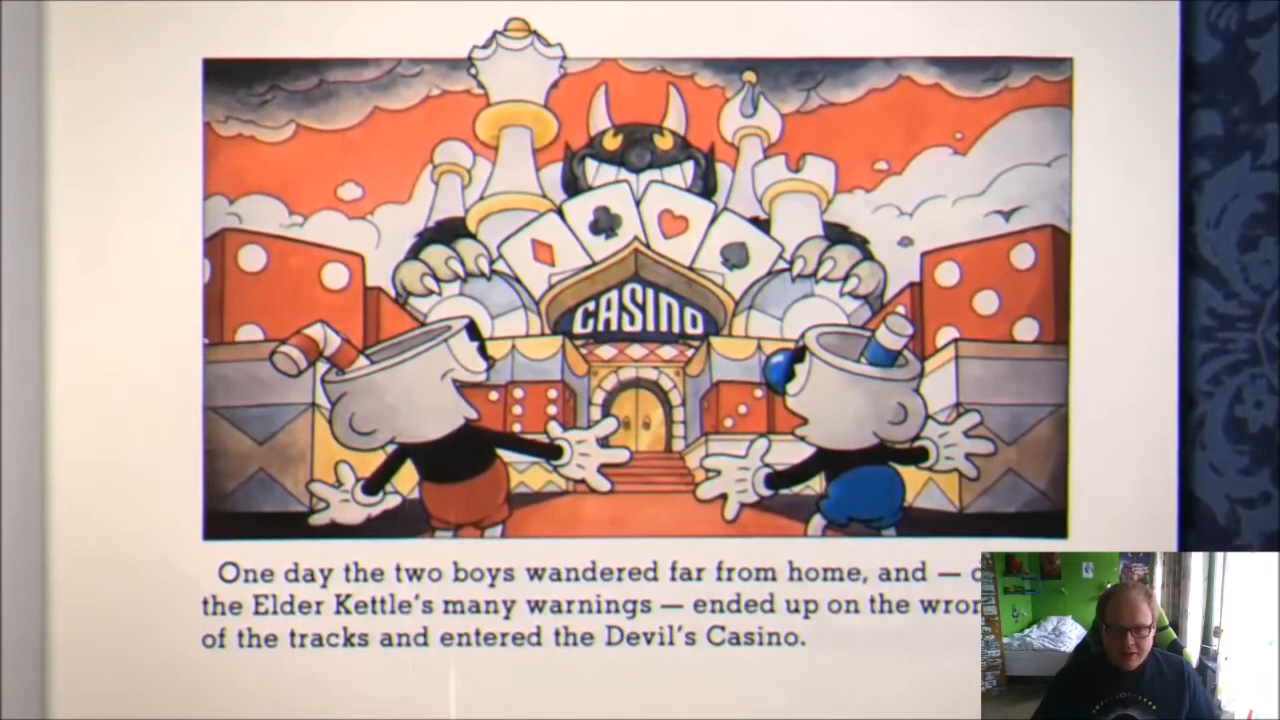 CASINO
One day the two boys wandered far from home, and —
the Elder Kettle's many warnings — ended up on the
of the tracks and entered the Devil's Casino.